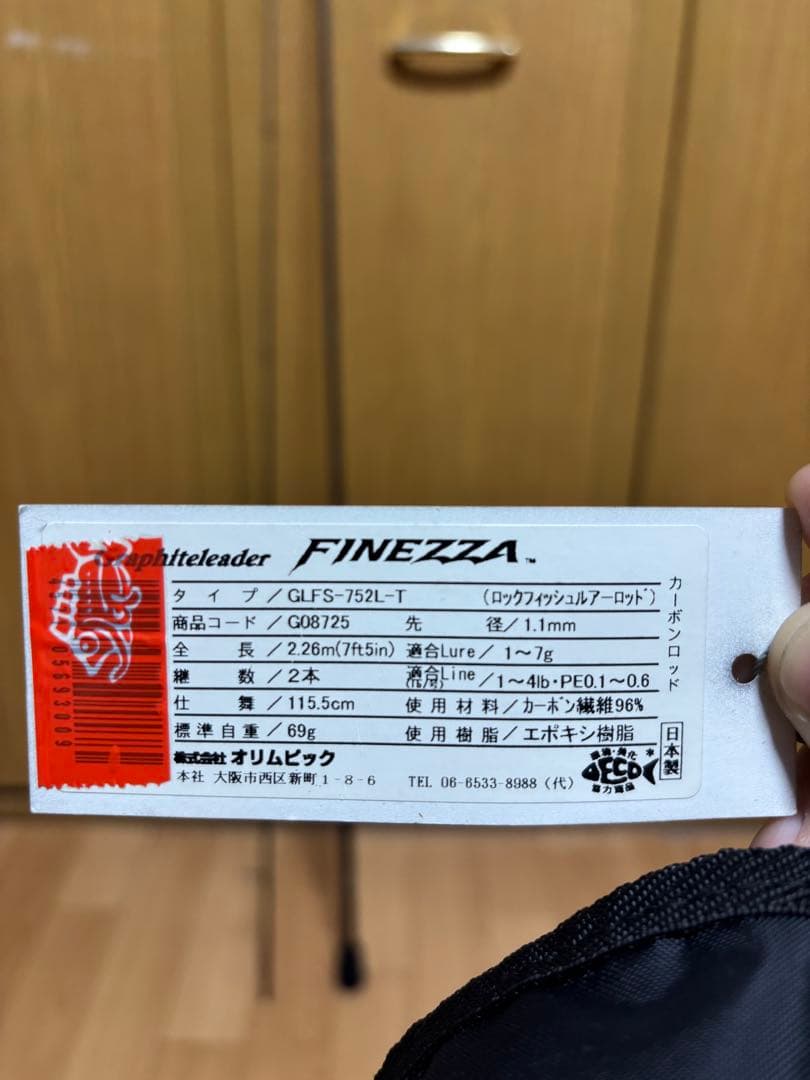 Graphiteleader FINEZZA™
タイプ/GLFS-752L-T (ロックフィッシュルアーロッド)
商品コード/G08725 先径/1.1mm
全長/2.26m(7ft5in) 適合Lure/1~7g
継数/2本 適合Line/1~4lb・PE0.1~0.6
仕舞/115.5cm 使用材料/カーボン繊維96%
標準自重/69g 使用樹脂/エポキシ樹脂
株式会社オリムピック
本社 大阪市西区新町1-8-6 TEL 06-6533-8988(代)
カーボンロッド
日本製
ECO
協力商品